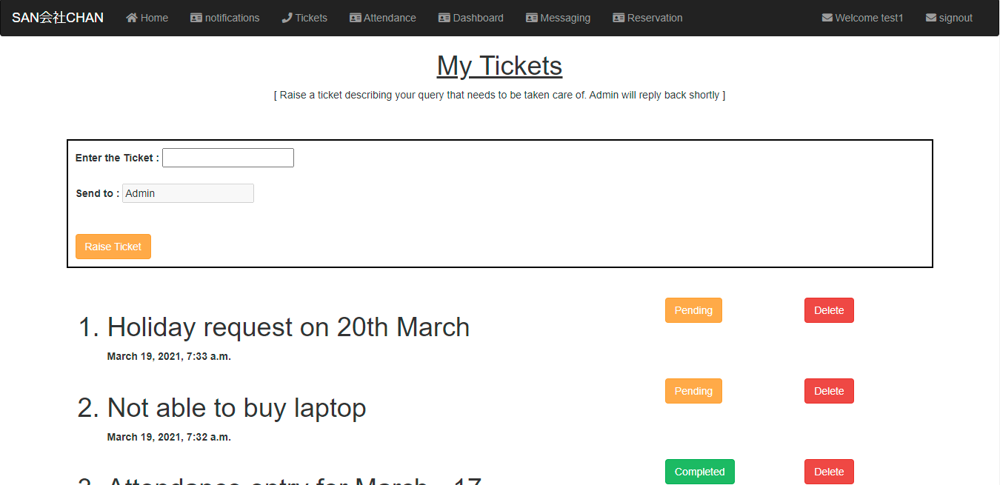 SAN会社CHAN Home notifications Tickets Attendance Dashboard Messaging Reservation Welcome test1 signout
My Tickets
[ Raise a ticket describing your query that needs to be taken care of. Admin will reply back shortly ]
Enter the Ticket :
Send to : Admin
Raise Ticket
1. Holiday request on 20th March Pending Delete
March 19, 2021, 7:33 a.m.
2. Not able to buy laptop Pending Delete
March 19, 2021, 7:32 a.m.
3. Attendance entry for March - 17 Completed Delete